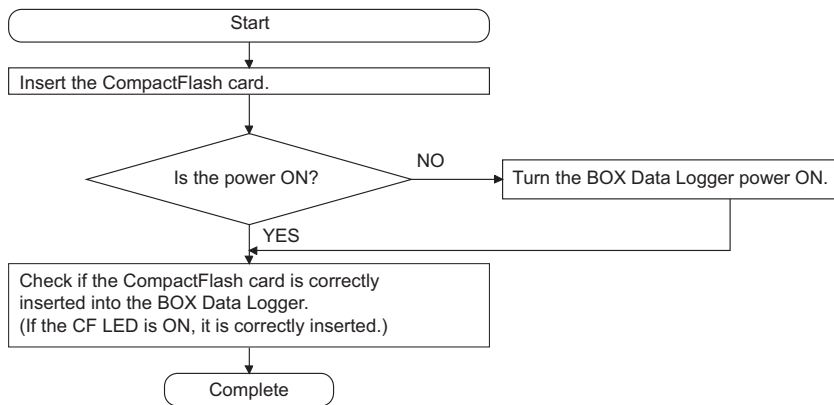 Start
Insert the CompactFlash card.
Is the power ON?
NO
Turn the BOX Data Logger power ON.
YES
Check if the CompactFlash card is correctly
inserted into the BOX Data Logger.
(If the CF LED is ON, it is correctly inserted.)
Complete